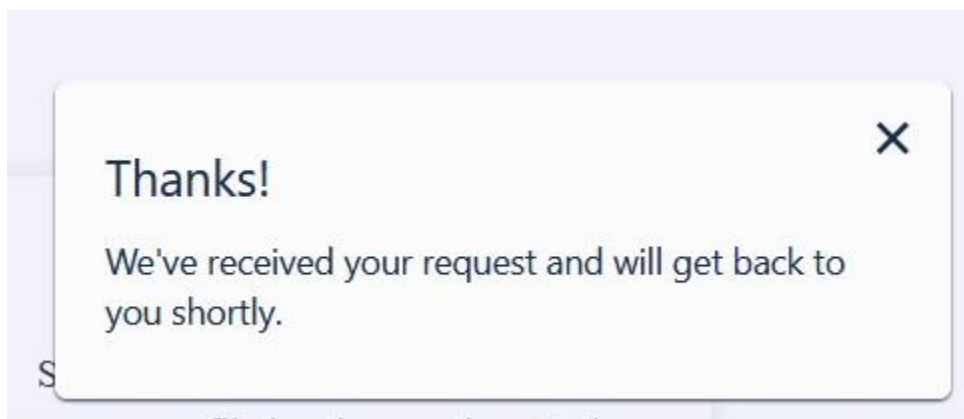 Thanks!
We've received your request and will get back to
you shortly.
S